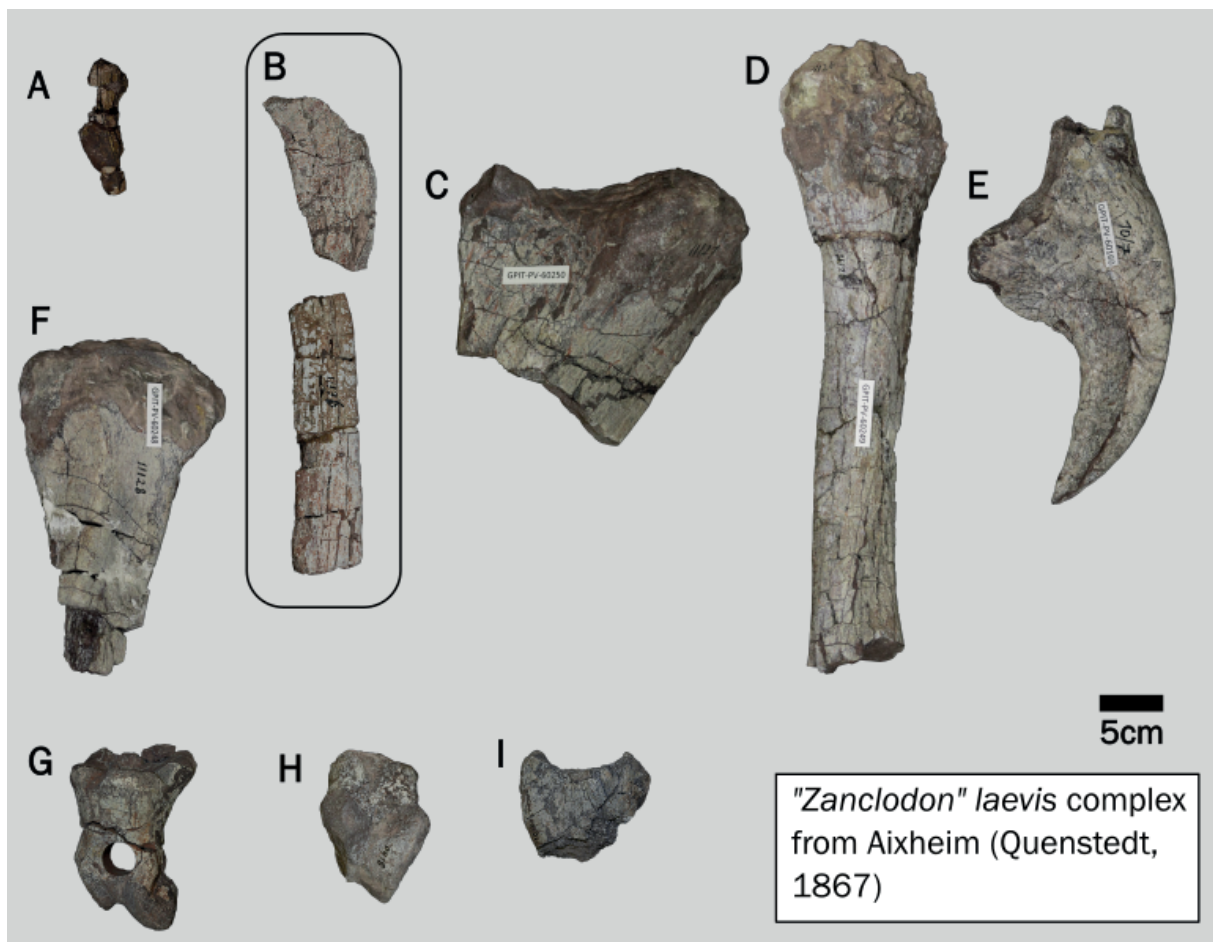 A
B
C
D
E
F
GPIT-PV-60250
GPIT-PV-60248
11128
GPIT-PV-60249
5cm
G
H
I
"Zanclodon" laevis complex
from Aixheim (Quenstedt,
1867)